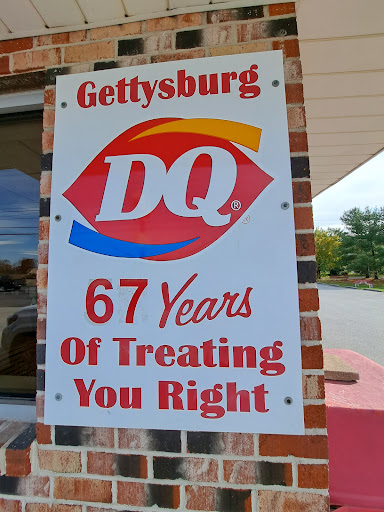 Gettysburg
DQ®
67 Years
Of Treating
You Right